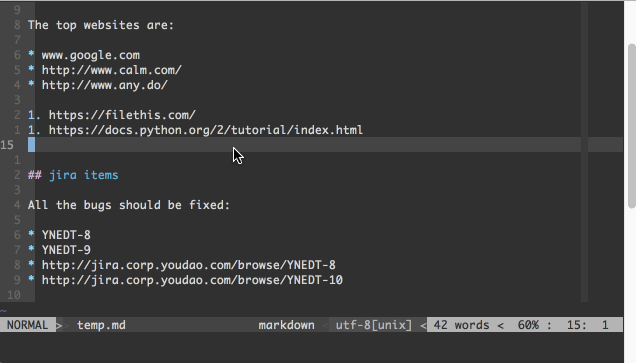 9
8 The top websites are:
7
6 * www.google.com
5 * http://www.calm.com/
4 * http://www.any.do/
3
2 1. https://filethis.com/
1 1. https://docs.python.org/2/tutorial/index.html
15
1
2 ## jira items
3
4 All the bugs should be fixed:
5
6 * YNEDT-8
7 * YNEDT-9
8 * http://jira.corp.youdao.com/browse/YNEDT-8
9 * http://jira.corp.youdao.com/browse/YNEDT-10
10
~
NORMAL > temp.md markdown < utf-8[unix] < 42 words < 60% : 15: 1